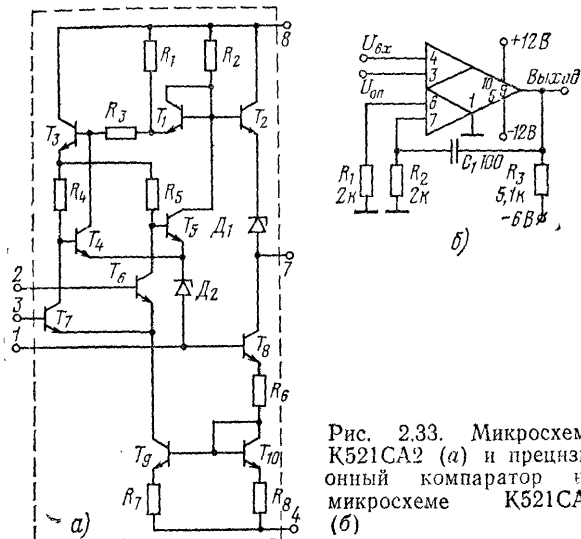 8
R₁
R₂
R₃
T₁
T₂
T₃
R₄
R₅
T₅
Д₁
T₄
7
2
T₆
Д₂
3
T₇
1
T₈
R₆
T₉
T₁₀
R₇
R₈
4
а)
Uвх
Uоп
4
3
6
7
10
5
9
1
+12В
Выход
-12В
C₁ 100
R₁
2к
R₂
2к
R₃
5,1к
-6В
б)
Рис. 2.33. Микросхем
К521СА2 (а) и прецизи
онный компаратор н
микросхеме К521СА
(б)